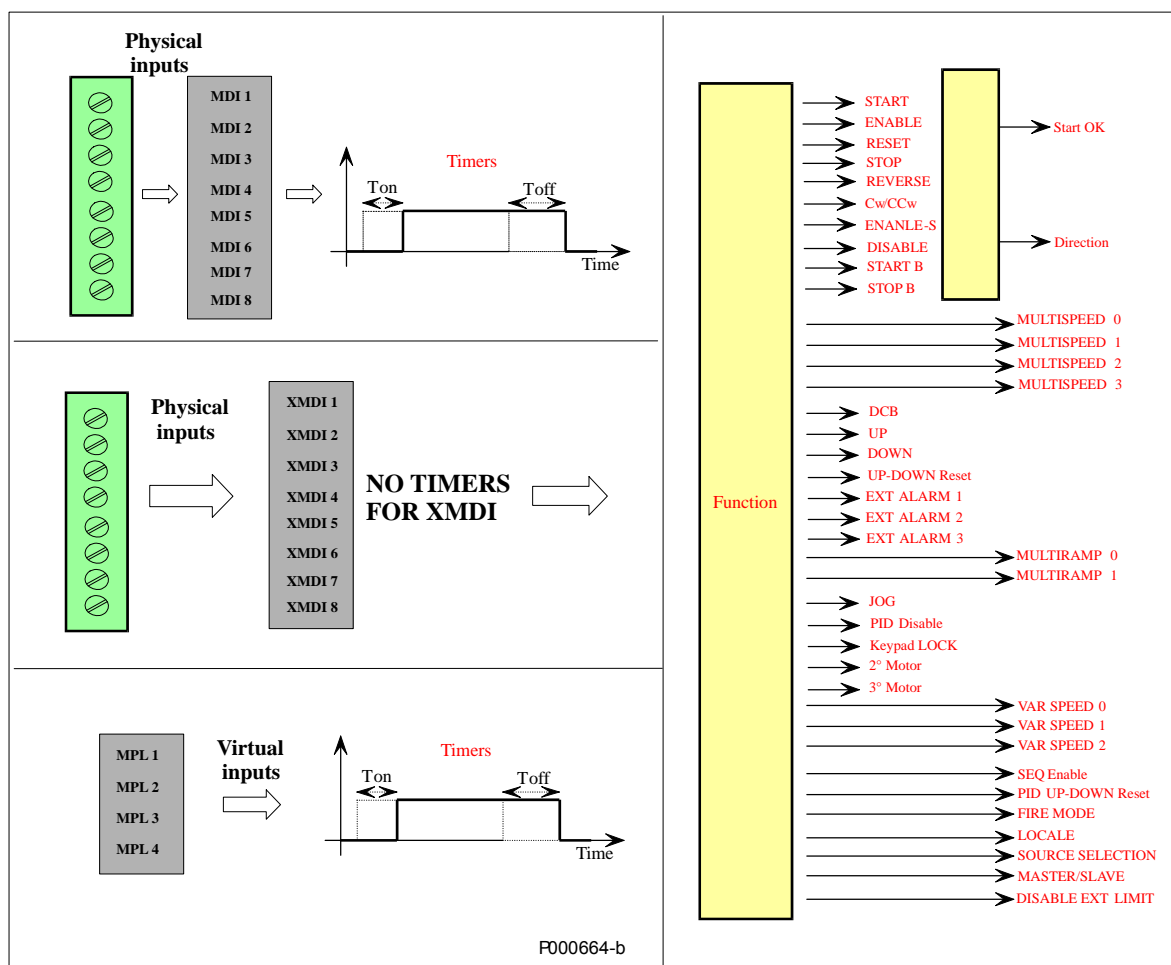 Physical
inputs
MDI 1
MDI 2
MDI 3
MDI 4
MDI 5
MDI 6
MDI 7
MDI 8
Timers
Ton
Toff
Time
Physical
inputs
XMDI 1
XMDI 2
XMDI 3
XMDI 4
XMDI 5
XMDI 6
XMDI 7
XMDI 8
NO TIMERS
FOR XMDI
MPL 1
MPL 2
MPL 3
MPL 4
Virtual
inputs
Timers
Ton
Toff
Time
P000664-b
Function
START
ENABLE
RESET
STOP
REVERSE
Cw/CCw
ENANLE-S
DISABLE
START B
STOP B
Start OK
Direction
MULTISPEED 0
MULTISPEED 1
MULTISPEED 2
MULTISPEED 3
DCB
UP
DOWN
UP-DOWN Reset
EXT ALARM 1
EXT ALARM 2
EXT ALARM 3
MULTIRAMP 0
MULTIRAMP 1
JOG
PID Disable
Keypad LOCK
2° Motor
3° Motor
VAR SPEED 0
VAR SPEED 1
VAR SPEED 2
SEQ Enable
PID UP-DOWN Reset
FIRE MODE
LOCALE
SOURCE SELECTION
MASTER/SLAVE
DISABLE EXT LIMIT